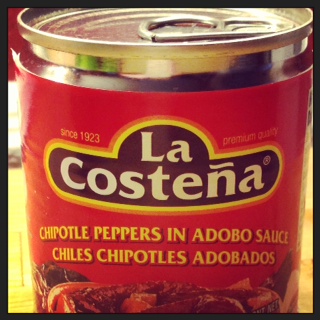 since 1923
premium quality
La
Costeña®
CHIPOTLE PEPPERS IN ADOBO SAUCE
CHILES CHIPOTLES ADOBADOS